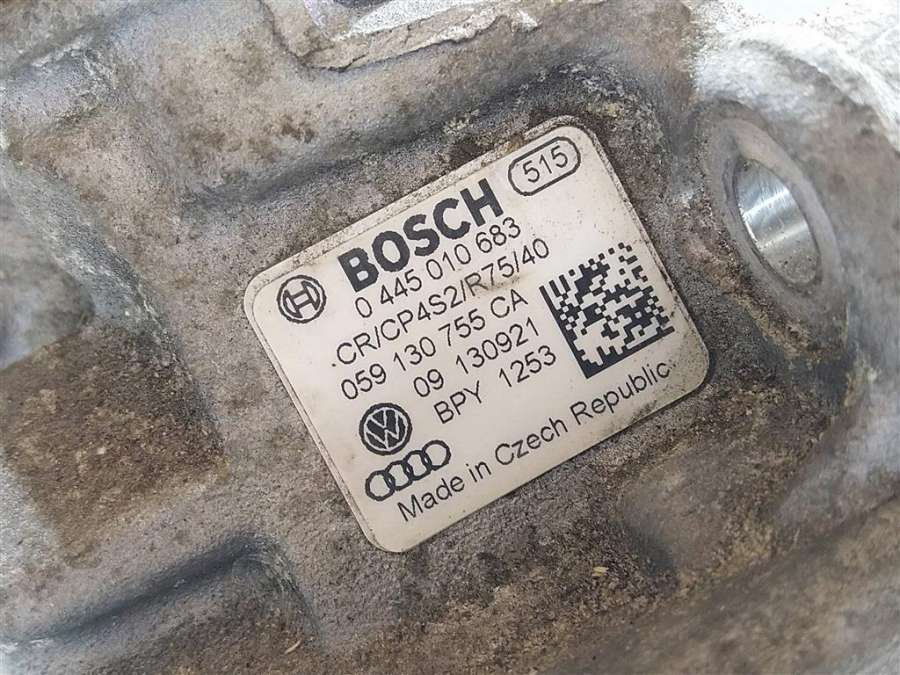 515
BOSCH
0 445 010 683
CR/CP4S2/R75/40
059 130 755 CA
09 130921
BPY 1253
Made in Czech Republic